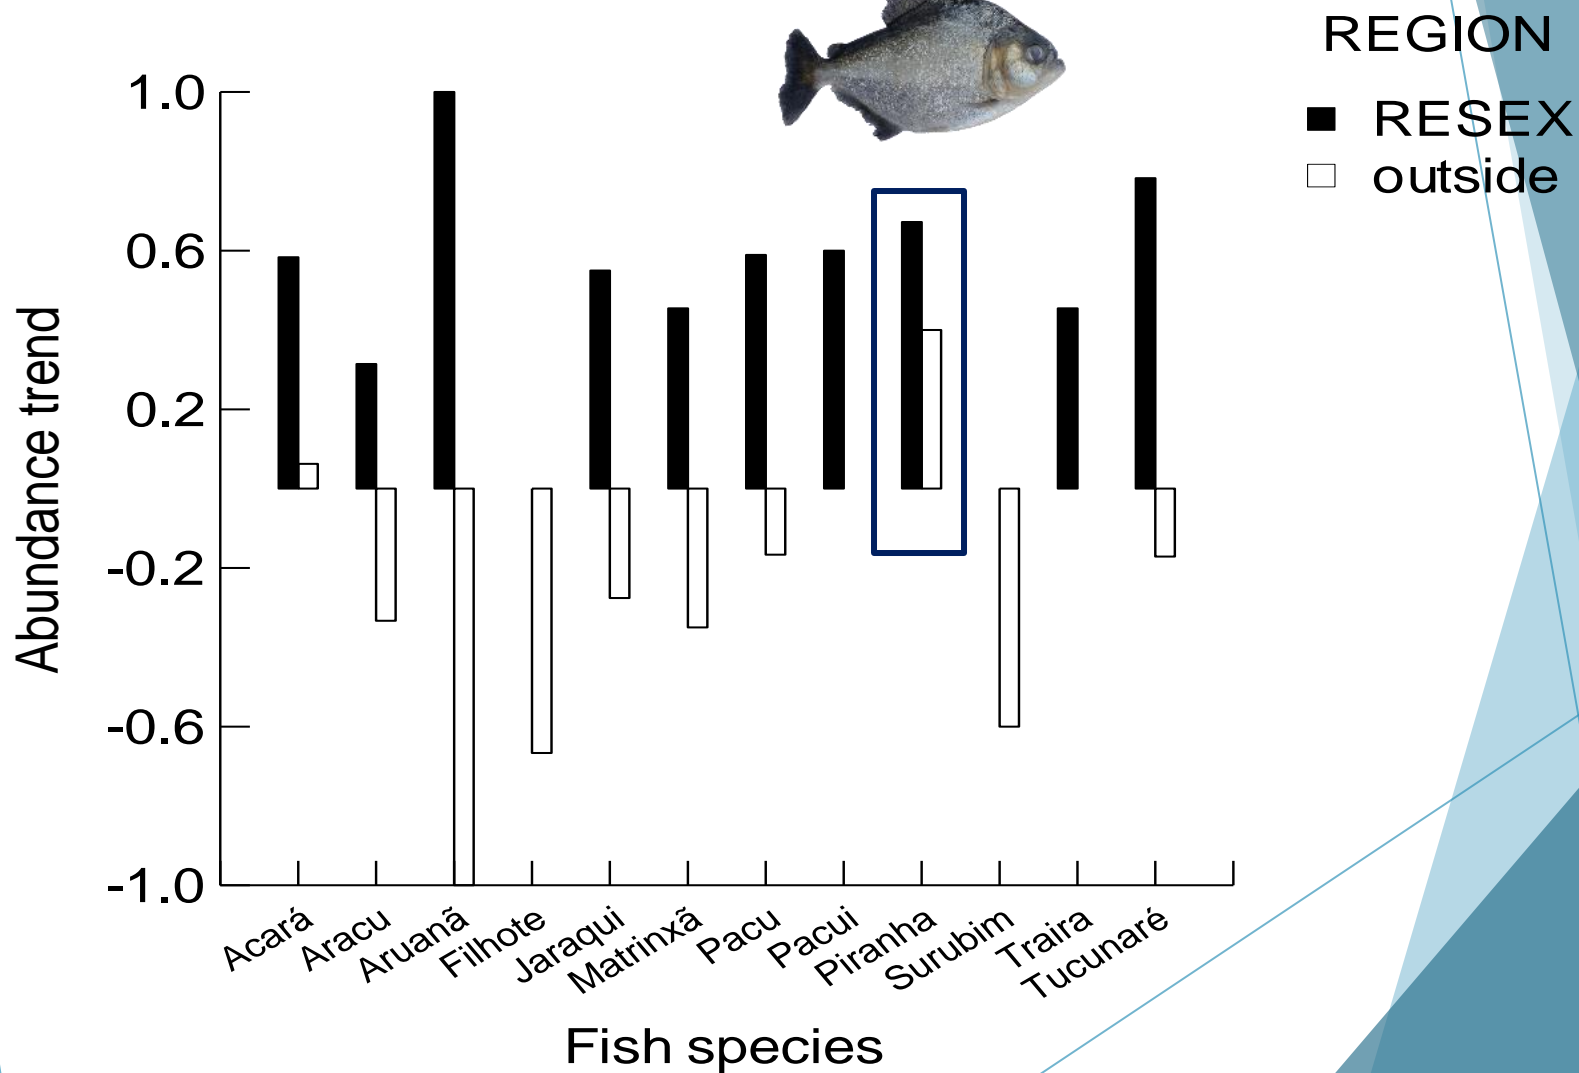 REGION
RESEX
outside
1.0
0.6
0.2
-0.2
-0.6
-1.0
Abundance trend
Acará
Aracu
Aruanã
Filhote
Jaraqui
Matrinxã
Pacu
Pacui
Piranha
Surubim
Traira
Tucunaré
Fish species